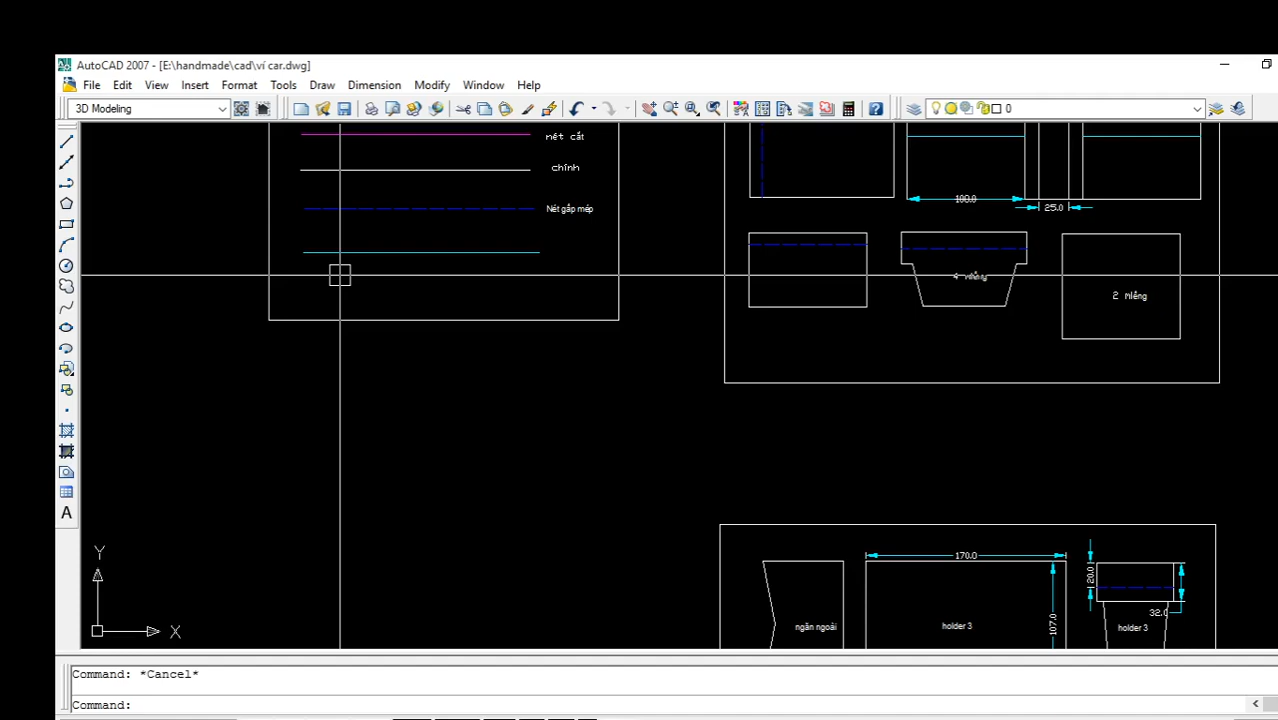 AutoCAD 2007 - [E:\handmade\cad\ví car.dwg]
File Edit View Insert Format Tools Draw Dimension Modify Window Help
3D Modeling
0
nét cắt
chính
Nét gắp mép
100.0
25.0
2 miếng
Y
X
170.0
20.0
107.0
32.0
ngăn ngoài
holder 3
holder 3
A
Command: *Cancel*
Command: